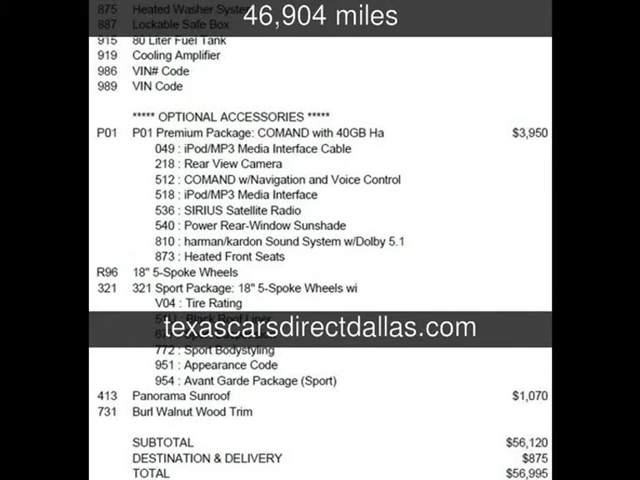 875 Heated Washer System
46,904 miles
887 Lockable Safe Box
915 80 Liter Fuel Tank
919 Cooling Amplifier
986 VIN# Code
989 VIN Code
***** OPTIONAL ACCESSORIES *****
P01 P01 Premium Package: COMAND with 40GB Ha $3,950
049 : iPod/MP3 Media Interface Cable
218 : Rear View Camera
512 : COMAND w/Navigation and Voice Control
518 : iPod/MP3 Media Interface
536 : SIRIUS Satellite Radio
540 : Power Rear-Window Sunshade
810 : harman/kardon Sound System w/Dolby 5.1
873 : Heated Front Seats
R96 18" 5-Spoke Wheels
321 321 Sport Package: 18" 5-Spoke Wheels wi
V04 : Tire Rating
texascarsdirectdallas.com
772 : Sport Bodystyling
951 : Appearance Code
954 : Avant Garde Package (Sport)
413 Panorama Sunroof $1,070
731 Burl Walnut Wood Trim
SUBTOTAL $56,120
DESTINATION & DELIVERY $875
TOTAL $56,995